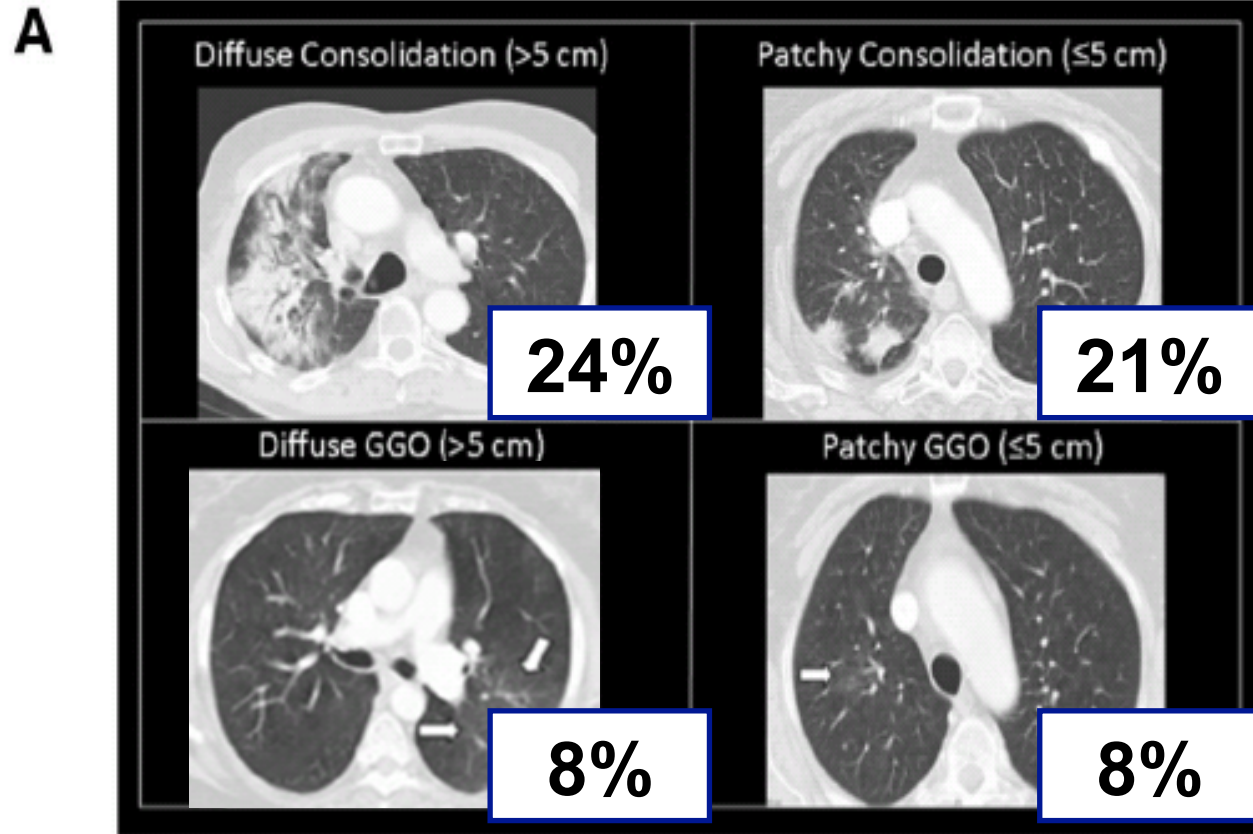 A
Diffuse Consolidation (>5 cm)
Patchy Consolidation (≤5 cm)
24%
21%
Diffuse GGO (>5 cm)
Patchy GGO (≤5 cm)
8%
8%